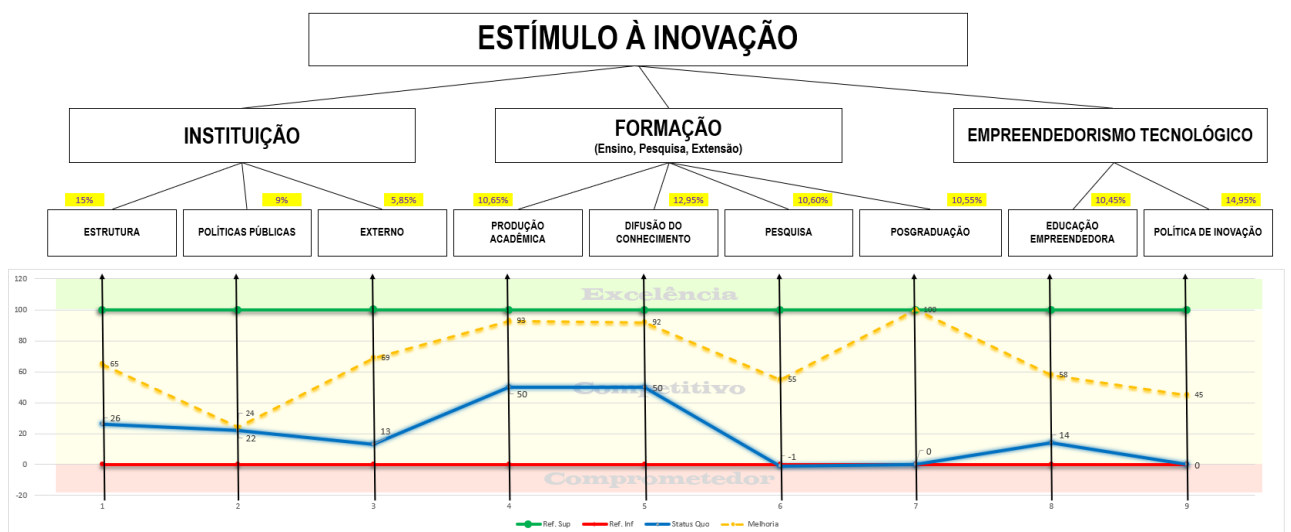 ESTÍMULO À INOVAÇÃO
INSTITUIÇÃO
FORMAÇÃO
(Ensino, Pesquisa, Extensão)
EMPREENDEDORISMO TECNOLÓGICO
15%
9%
5,85%
10,65%
12,95%
10,60%
10,55%
10,45%
14,95%
ESTRUTURA
POLÍTICAS PÚBLICAS
EXTERNO
PRODUÇÃO
ACADÊMICA
DIFUSÃO DO
CONHECIMENTO
PESQUISA
POSGRADUAÇÃO
EDUCAÇÃO
EMPREENDEDORA
POLÍTICA DE INOVAÇÃO
Excelência
Competitivo
Comprometedor
120
100
80
60
40
20
0
-20
65
24
69
93
92
55
100
58
45
26
22
13
50
50
-1
0
14
0
1
2
3
4
5
6
7
8
9
Ref. Sup
Ref. Inf
Status Quo
Melhoria